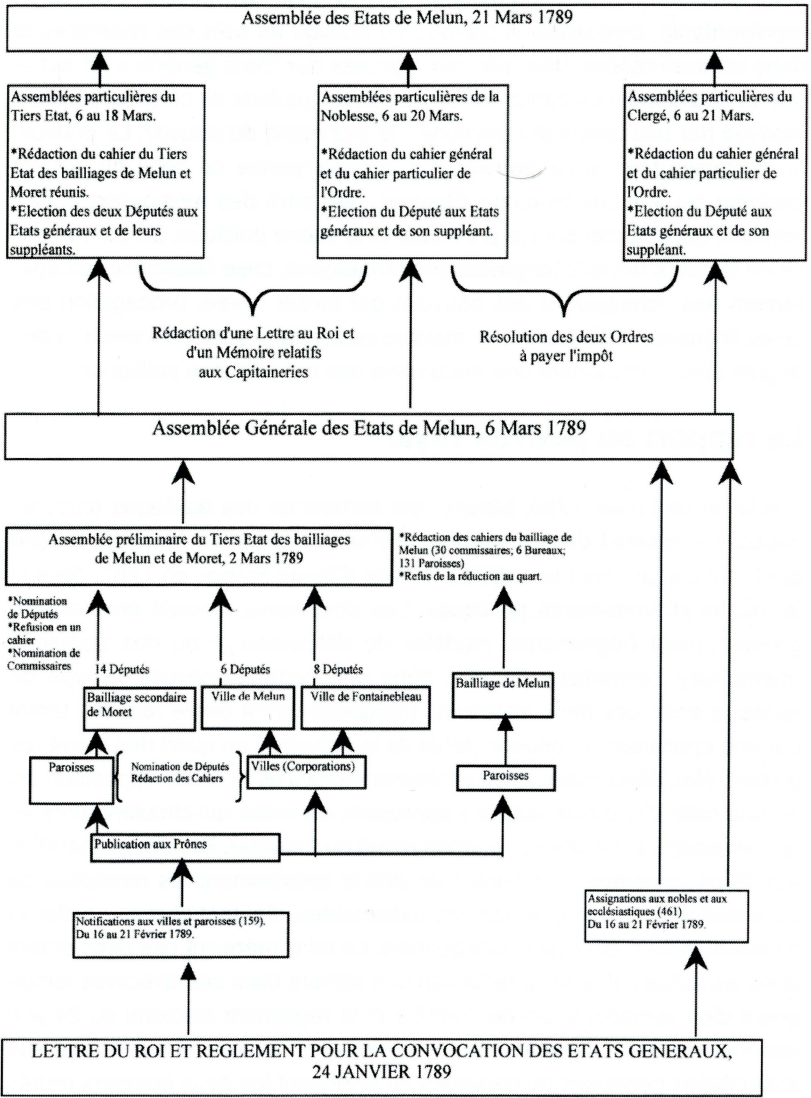 Assemblée des Etats de Melun, 21 Mars 1789
Assemblées particulières du
Tiers Etat, 6 au 18 Mars.
*Rédaction du cahier du Tiers
Etat des bailliages de Melun et
Moret réunis.
*Election des deux Députés aux
Etats généraux et de leurs
suppléants.
Assemblées particulières de la
Noblesse, 6 au 20 Mars.
*Rédaction du cahier général
et du cahier particulier de
l'Ordre.
*Election du Député aux Etats
généraux et de son suppléant.
Assemblées particulières du
Clergé, 6 au 21 Mars.
*Rédaction du cahier général
et du cahier particulier de
l'Ordre.
*Election du Député aux
Etats généraux et de son
suppléant.
Rédaction d'une Lettre au Roi et
d'un Mémoire relatifs
aux Capitaineries
Résolution des deux Ordres
à payer l'impôt
Assemblée Générale des Etats de Melun, 6 Mars 1789
Assemblée préliminaire du Tiers Etat des bailliages
de Melun et de Moret, 2 Mars 1789
*Rédaction des cahiers du bailliage de
Melun (30 commissaires; 6 Bureaux;
131 Paroisses)
*Refus de la réduction au quart.
*Nomination
de Députés
*Refusion en un
cahier
*Nomination de
Commissaires
14 Députés
6 Députés
8 Députés
Bailliage secondaire
de Moret
Ville de Melun
Ville de Fontainebleau
Bailliage de Melun
Paroisses
Nomination de Députés
Rédaction des Cahiers
Villes (Corporations)
Paroisses
Publication aux Prônes
Notifications aux villes et paroisses (159).
Du 16 au 21 Février 1789.
Assignations aux nobles et aux
ecclésiastiques (461)
Du 16 au 21 Février 1789.
LETTRE DU ROI ET REGLEMENT POUR LA CONVOCATION DES ETATS GENERAUX,
24 JANVIER 1789